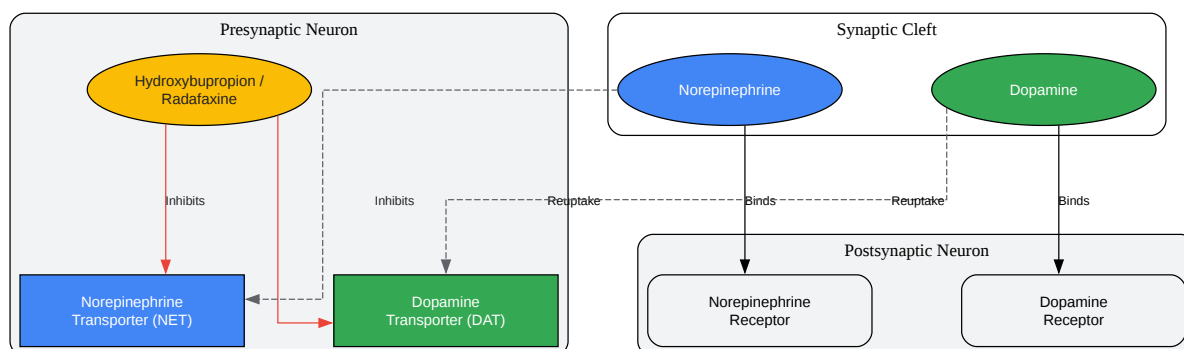 Presynaptic Neuron
Synaptic Cleft
Hydroxybupropion /
Radafaxine
Norepinephrine
Dopamine
Inhibits
Inhibits
Reuptake
Binds
Reuptake
Binds
Postsynaptic Neuron
Norepinephrine
Transporter (NET)
Dopamine
Transporter (DAT)
Norepinephrine
Receptor
Dopamine
Receptor